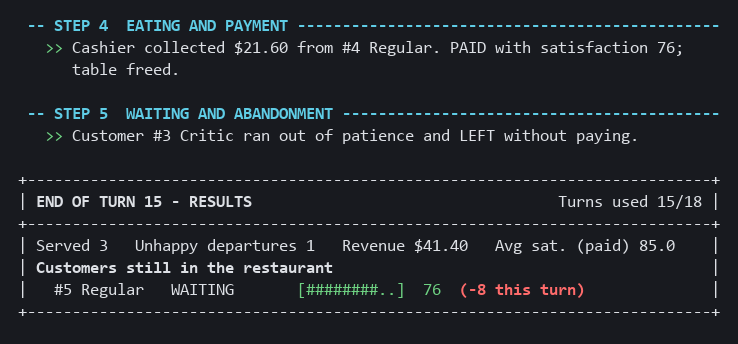 -- STEP 4  EATING AND PAYMENT -----------------------------------------------
>> Cashier collected $21.60 from #4 Regular. PAID with satisfaction 76;
table freed.
-- STEP 5  WAITING AND ABANDONMENT ------------------------------------------
>> Customer #3 Critic ran out of patience and LEFT without paying.
+----------------------------------------------------------------------------+
| END OF TURN 15 - RESULTS                                  Turns used 15/18 |
+----------------------------------------------------------------------------+
| Served 3   Unhappy departures 1   Revenue $41.40   Avg sat. (paid) 85.0    |
| Customers still in the restaurant                                          |
|   #5 Regular   WAITING       [########..]  76  (-8 this turn)              |
+----------------------------------------------------------------------------+